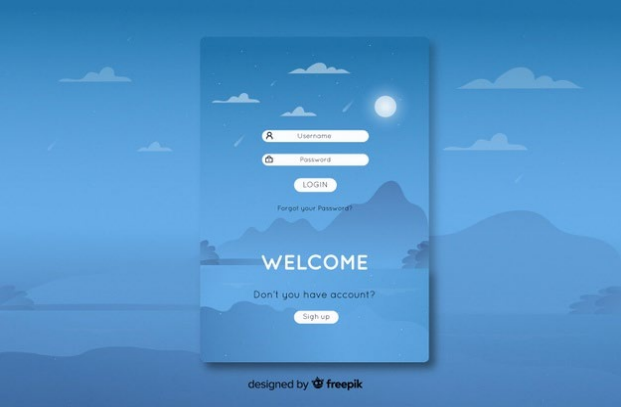 Username
Password
LOGIN
Forgot your Password?
WELCOME
Don't you have account?
Sigh up
designed by freepik